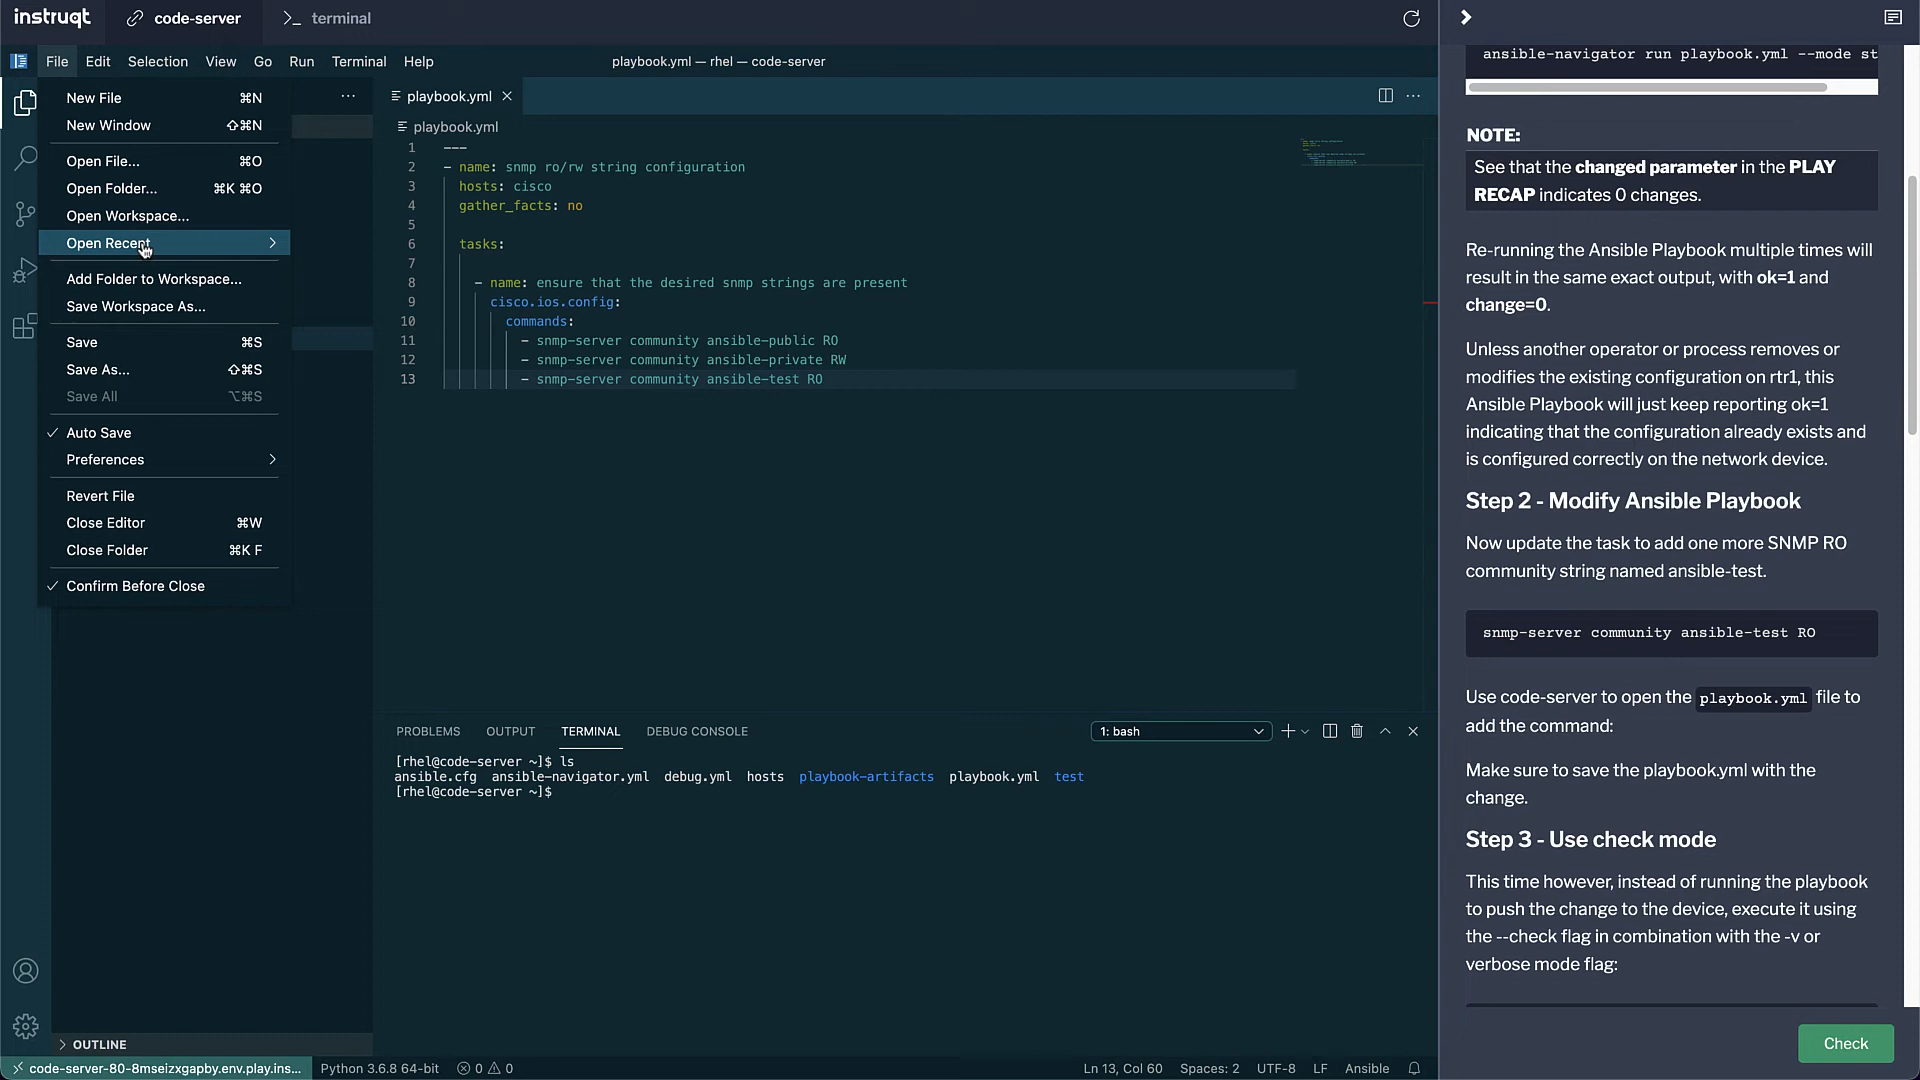 instruqt
code-server
terminal
File Edit Selection View Go Run Terminal Help
playbook.yml — rhel — code-server
New File ⌘N
New Window ⇧⌘N
Open File... ⌘O
Open Folder... ⌘K ⌘O
Open Workspace...
Open Recent
Add Folder to Workspace...
Save Workspace As...
Save ⌘S
Save As... ⇧⌘S
Save All ⌥⌘S
Auto Save
Preferences
Revert File
Close Editor ⌘W
Close Folder ⌘K F
Confirm Before Close
OUTLINE
playbook.yml
playbook.yml
1 ---
2 - name: snmp ro/rw string configuration
3 hosts: cisco
4 gather_facts: no
5
6 tasks:
7
8 - name: ensure that the desired snmp strings are present
9 cisco.ios.config:
10 commands:
11 - snmp-server community ansible-public RO
12 - snmp-server community ansible-private RW
13 - snmp-server community ansible-test RO
PROBLEMS OUTPUT TERMINAL DEBUG CONSOLE
1: bash
[rhel@code-server ~]$ ls
ansible.cfg ansible-navigator.yml debug.yml hosts playbook-artifacts playbook.yml test
[rhel@code-server ~]$
code-server-80-8mseizxgapby.env.play.ins... Python 3.6.8 64-bit 0 0 Ln 13, Col 60 Spaces: 2 UTF-8 LF Ansible
ansible-navigator run playbook.yml --mode st
NOTE:
See that the changed parameter in the PLAY
RECAP indicates 0 changes.
Re-running the Ansible Playbook multiple times will
result in the same exact output, with ok=1 and
change=0.
Unless another operator or process removes or
modifies the existing configuration on rtr1, this
Ansible Playbook will just keep reporting ok=1
indicating that the configuration already exists and
is configured correctly on the network device.
Step 2 - Modify Ansible Playbook
Now update the task to add one more SNMP RO
community string named ansible-test.
snmp-server community ansible-test RO
Use code-server to open the playbook.yml file to
add the command:
Make sure to save the playbook.yml with the
change.
Step 3 - Use check mode
This time however, instead of running the playbook
to push the change to the device, execute it using
the --check flag in combination with the -v or
verbose mode flag:
Check